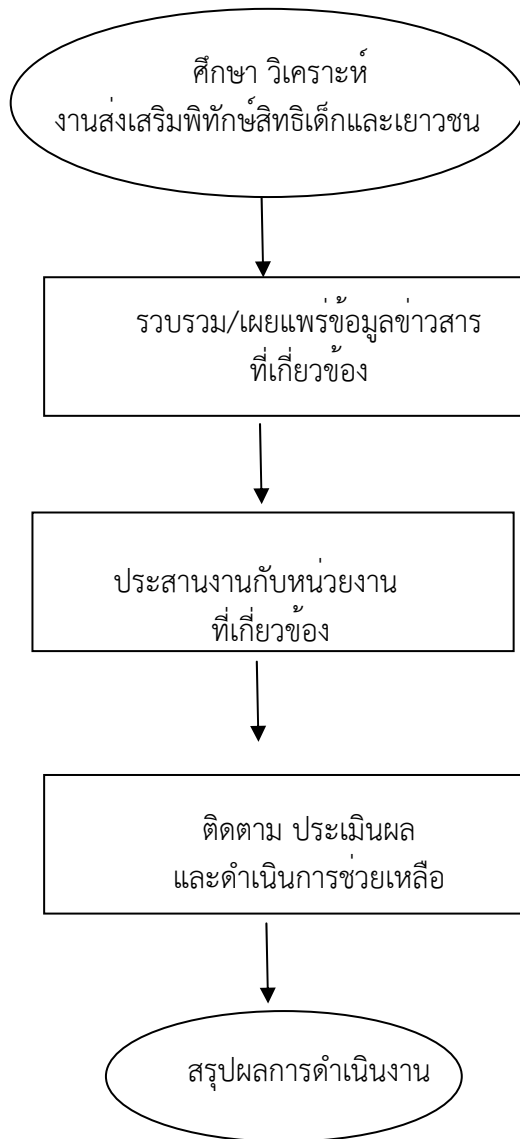 ศึกษา วิเคราะห์
งานส่งเสริมพิทักษ์สิทธิเด็กและเยาวชน
รวบรวม/เผยแพร่ข้อมูลข่าวสาร
ที่เกี่ยวข้อง
ประสานงานกับหน่วยงาน
ที่เกี่ยวข้อง
ติดตาม ประเมินผล
และดำเนินการช่วยเหลือ
สรุปผลการดำเนินงาน